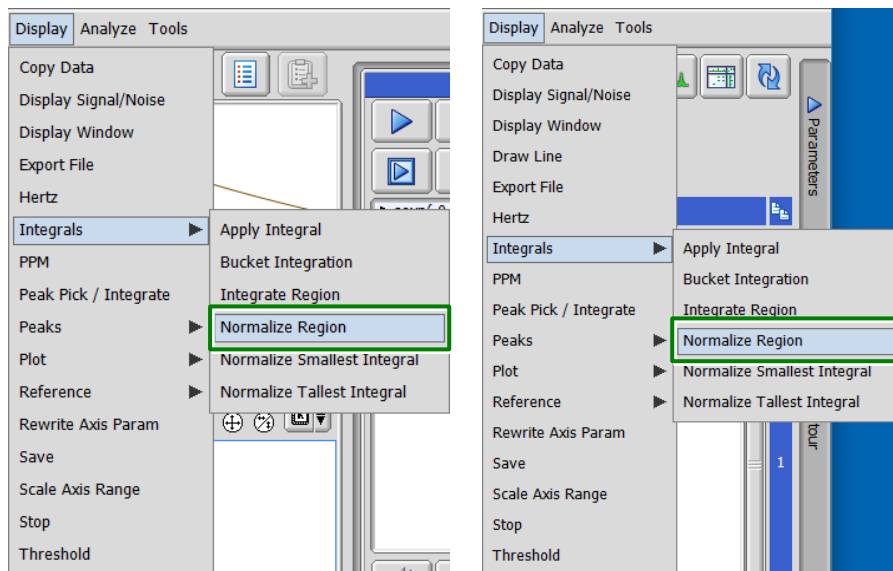 Display Analyze Tools
Copy Data
Display Signal/Noise
Display Window
Export File
Hertz
Integrals
PPM
Peak Pick / Integrate
Peaks
Plot
Reference
Rewrite Axis Param
Save
Scale Axis Range
Stop
Threshold
Apply Integral
Bucket Integration
Integrate Region
Normalize Region
Normalize Smallest Integral
Normalize Tallest Integral
Display Analyze Tools
Copy Data
Display Signal/Noise
Display Window
Draw Line
Export File
Hertz
Integrals
PPM
Peak Pick / Integrate
Peaks
Plot
Reference
Rewrite Axis Param
Save
Scale Axis Range
Stop
Threshold
Apply Integral
Bucket Integration
Integrate Region
Normalize Region
Normalize Smallest Integral
Normalize Tallest Integral
Parameters
1